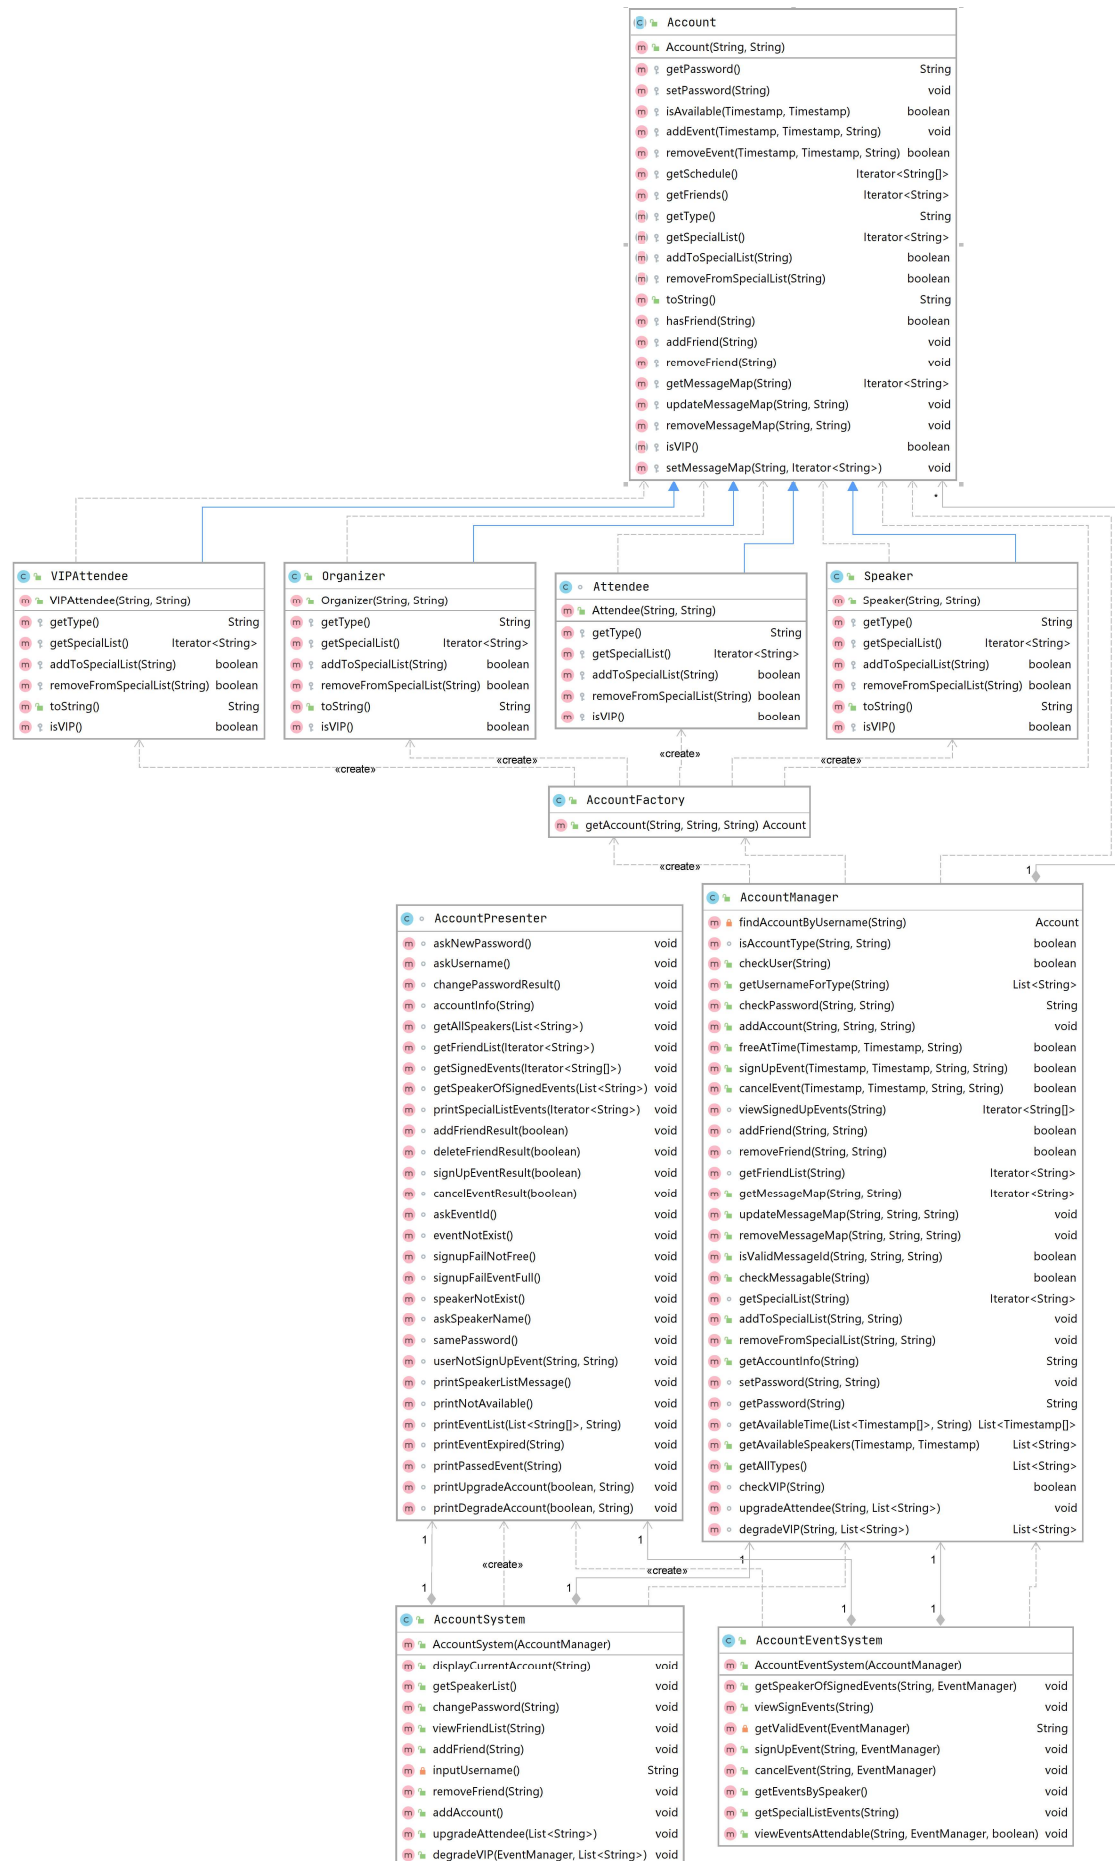 Account
Account(String, String)
getPassword() String
setPassword(String) void
isAvailable(Timestamp, Timestamp) boolean
addEvent(Timestamp, Timestamp, String) void
removeEvent(Timestamp, Timestamp, String) boolean
getSchedule() Iterator<String[]>
getFriends() Iterator<String>
getType() String
getSpecialList() Iterator<String>
addToSpecialList(String) boolean
removeFromSpecialList(String) boolean
toString() String
hasFriend(String) boolean
addFriend(String) void
removeFriend(String) void
getMessageMap(String) Iterator<String>
updateMessageMap(String, String) void
removeMessageMap(String, String) void
isVIP() boolean
setMessageMap(String, Iterator<String>) void
*
VIPAttendee
VIPAttendee(String, String)
getType() String
getSpecialList() Iterator<String>
addToSpecialList(String) boolean
removeFromSpecialList(String) boolean
toString() String
isVIP() boolean
Organizer
Organizer(String, String)
getType() String
getSpecialList() Iterator<String>
addToSpecialList(String) boolean
removeFromSpecialList(String) boolean
toString() String
isVIP() boolean
Attendee
Attendee(String, String)
getType() String
getSpecialList() Iterator<String>
addToSpecialList(String) boolean
removeFromSpecialList(String) boolean
isVIP() boolean
Speaker
Speaker(String, String)
getType() String
getSpecialList() Iterator<String>
addToSpecialList(String) boolean
removeFromSpecialList(String) boolean
toString() String
isVIP() boolean
«create»
«create»
«create»
«create»
AccountFactory
getAccount(String, String, String) Account
«create»
1
AccountManager
findAccountByUsername(String) Account
isAccountType(String, String) boolean
checkUser(String) boolean
getUsernameForType(String) List<String>
checkPassword(String, String) String
addAccount(String, String, String) void
freeAtTime(Timestamp, Timestamp, String) boolean
signUpEvent(Timestamp, Timestamp, String, String) boolean
cancelEvent(Timestamp, Timestamp, String, String) boolean
viewSignedUpEvents(String) Iterator<String[]>
addFriend(String, String) boolean
removeFriend(String, String) boolean
getFriendList(String) Iterator<String>
getMessageMap(String, String) Iterator<String>
updateMessageMap(String, String, String) void
removeMessageMap(String, String, String) void
isValidMessageId(String, String, String) boolean
checkMessagable(String) boolean
getSpecialList(String) Iterator<String>
addToSpecialList(String, String) void
removeFromSpecialList(String, String) void
getAccountInfo(String) String
setPassword(String, String) void
getPassword(String) String
getAvailableTime(List<Timestamp[]>, String) List<Timestamp[]>
getAvailableSpeakers(Timestamp, Timestamp) List<String>
getAllTypes() List<String>
checkVIP(String) boolean
upgradeAttendee(String, List<String>) void
degradeVIP(String, List<String>) List<String>
AccountPresenter
askNewPassword() void
askUsername() void
changePasswordResult() void
accountInfo(String) void
getAllSpeakers(List<String>) void
getFriendList(Iterator<String>) void
getSignedEvents(Iterator<String[]>) void
getSpeakerOfSignedEvents(List<String>) void
printSpecialListEvents(Iterator<String>) void
addFriendResult(boolean) void
deleteFriendResult(boolean) void
signUpEventResult(boolean) void
cancelEventResult(boolean) void
askEventId() void
eventNotExist() void
signupFailNotFree() void
signupFailEventFull() void
speakerNotExist() void
askSpeakerName() void
samePassword() void
userNotSignUpEvent(String, String) void
printSpeakerListMessage() void
printNotAvailable() void
printEventList(List<String[]>, String) void
printEventExpired(String) void
printPassedEvent(String) void
printUpgradeAccount(boolean, String) void
printDegradeAccount(boolean, String) void
1
1
1
1
«create»
«create»
1
1
1
1
AccountSystem
AccountSystem(AccountManager)
displayCurrentAccount(String) void
getSpeakerList() void
changePassword(String) void
viewFriendList(String) void
addFriend(String) void
inputUsername() String
removeFriend(String) void
addAccount() void
upgradeAttendee(List<String>) void
degradeVIP(EventManager, List<String>) void
AccountEventSystem
AccountEventSystem(AccountManager)
getSpeakerOfSignedEvents(String, EventManager) void
viewSignEvents(String) void
getValidEvent(EventManager) String
signUpEvent(String, EventManager) void
cancelEvent(String, EventManager) void
getEventsBySpeaker() void
getSpecialListEvents(String) void
viewEventsAttendable(String, EventManager, boolean) void